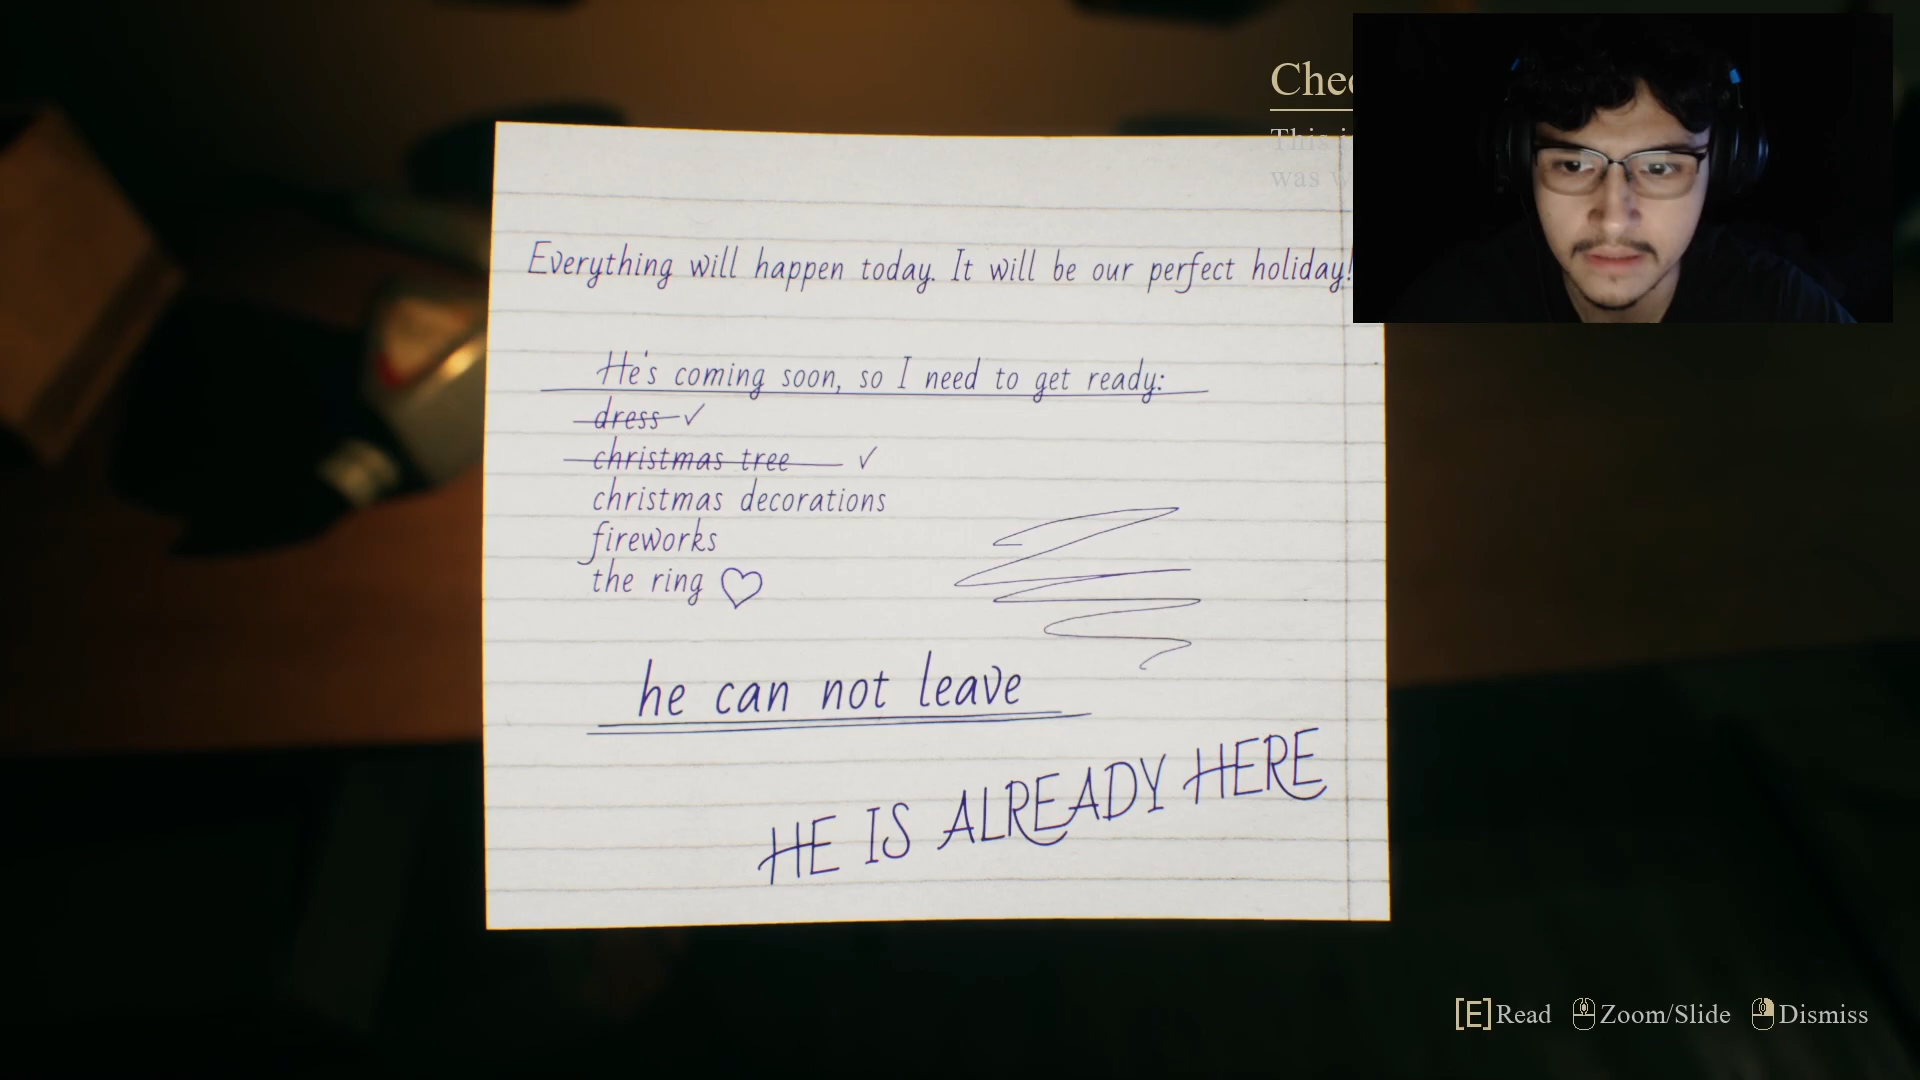 This
was
Everything will happen today. It will be our perfect holiday!
He's coming soon, so I need to get ready:
dress ✓
christmas tree ✓
christmas decorations
fireworks
the ring ♡
he can not leave
HE IS ALREADY HERE
[E] Read Zoom/Slide Dismiss